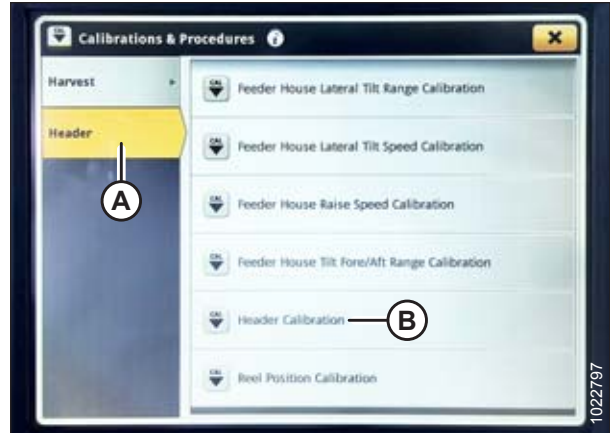 Calibrations & Procedures
Harvest
Header
A
Feeder House Lateral Tilt Range Calibration
Feeder House Lateral Tilt Speed Calibration
Feeder House Raise Speed Calibration
Feeder House Tilt Fore/Aft Range Calibration
Header Calibration
B
Reel Position Calibration
1022797